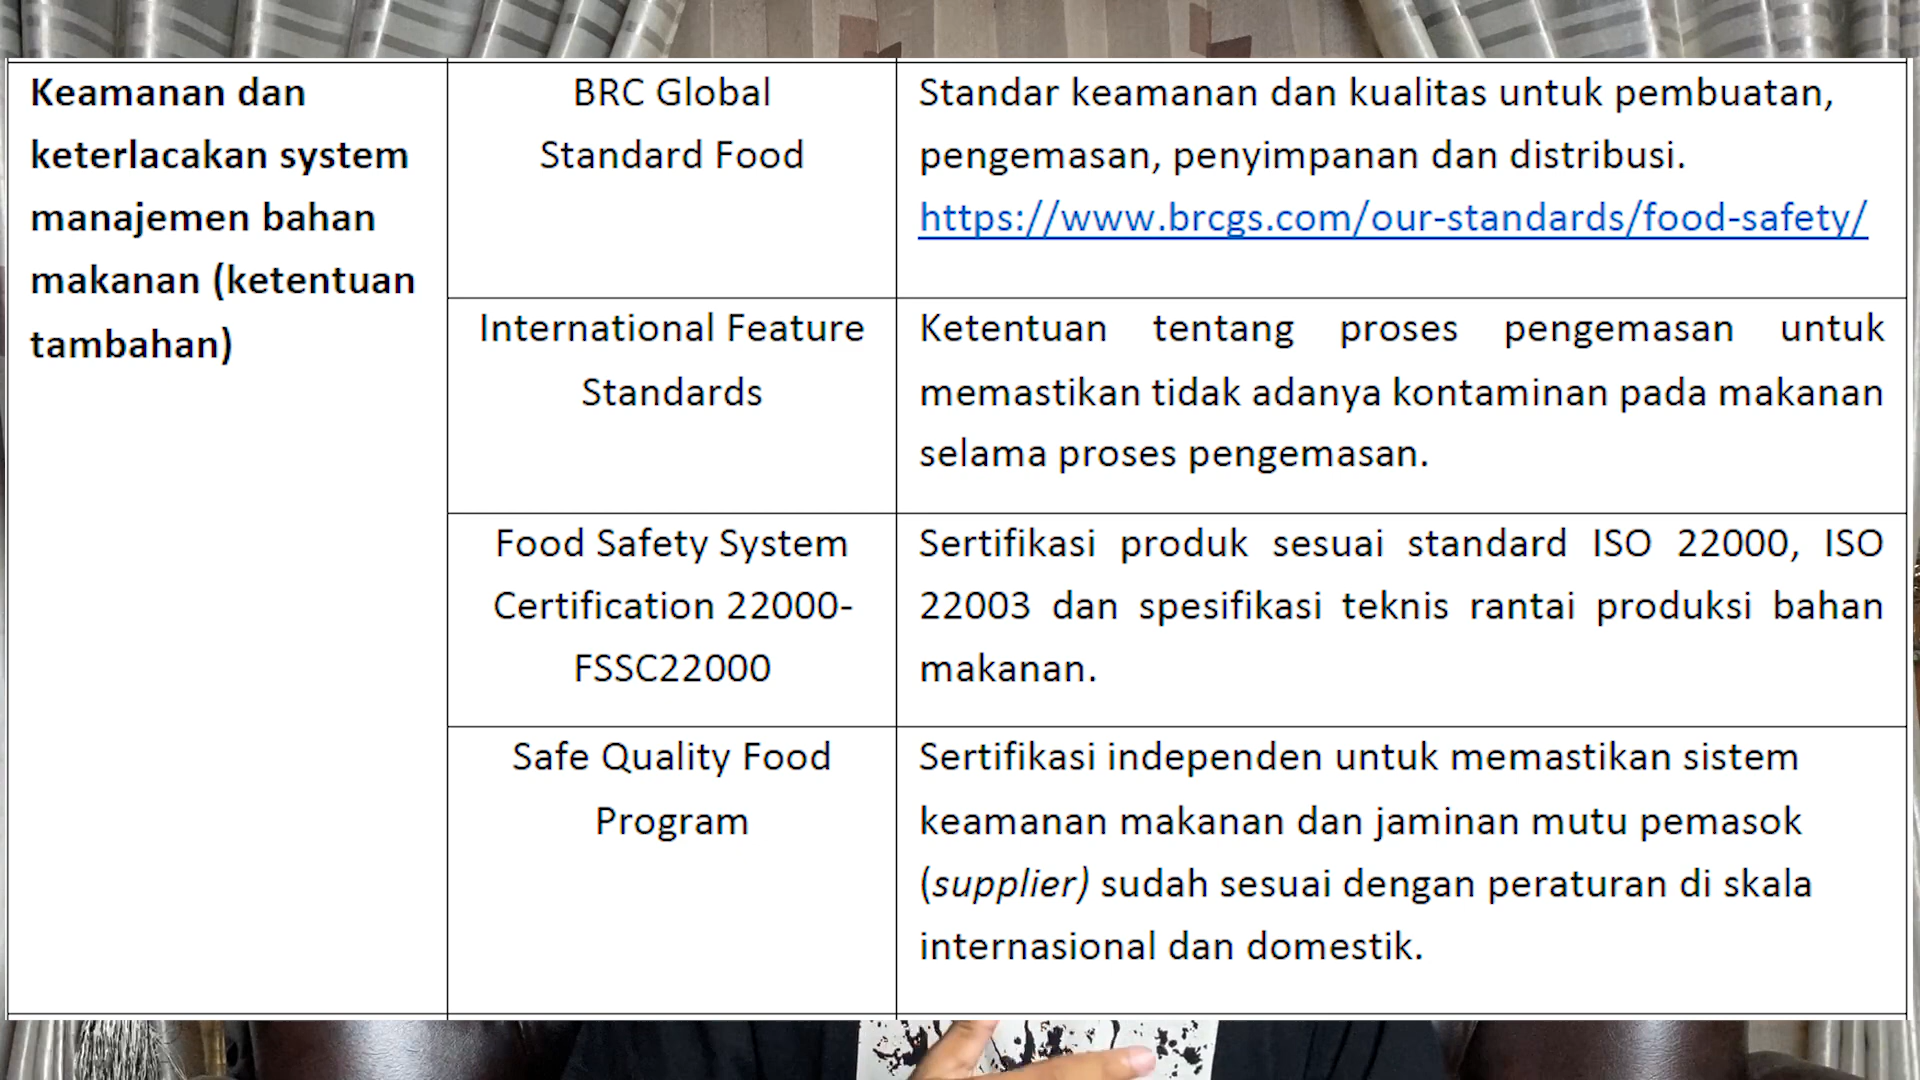 Keamanan dan
keterlacakan system
manajemen bahan
makanan (ketentuan
tambahan)
BRC Global
Standard Food
Standar keamanan dan kualitas untuk pembuatan,
pengemasan, penyimpanan dan distribusi.
https://www.brcgs.com/our-standards/food-safety/
International Feature
Standards
Ketentuan tentang proses pengemasan untuk
memastikan tidak adanya kontaminan pada makanan
selama proses pengemasan.
Food Safety System
Certification 22000-
FSSC22000
Sertifikasi produk sesuai standard ISO 22000, ISO
22003 dan spesifikasi teknis rantai produksi bahan
makanan.
Safe Quality Food
Program
Sertifikasi independen untuk memastikan sistem
keamanan makanan dan jaminan mutu pemasok
(supplier) sudah sesuai dengan peraturan di skala
internasional dan domestik.